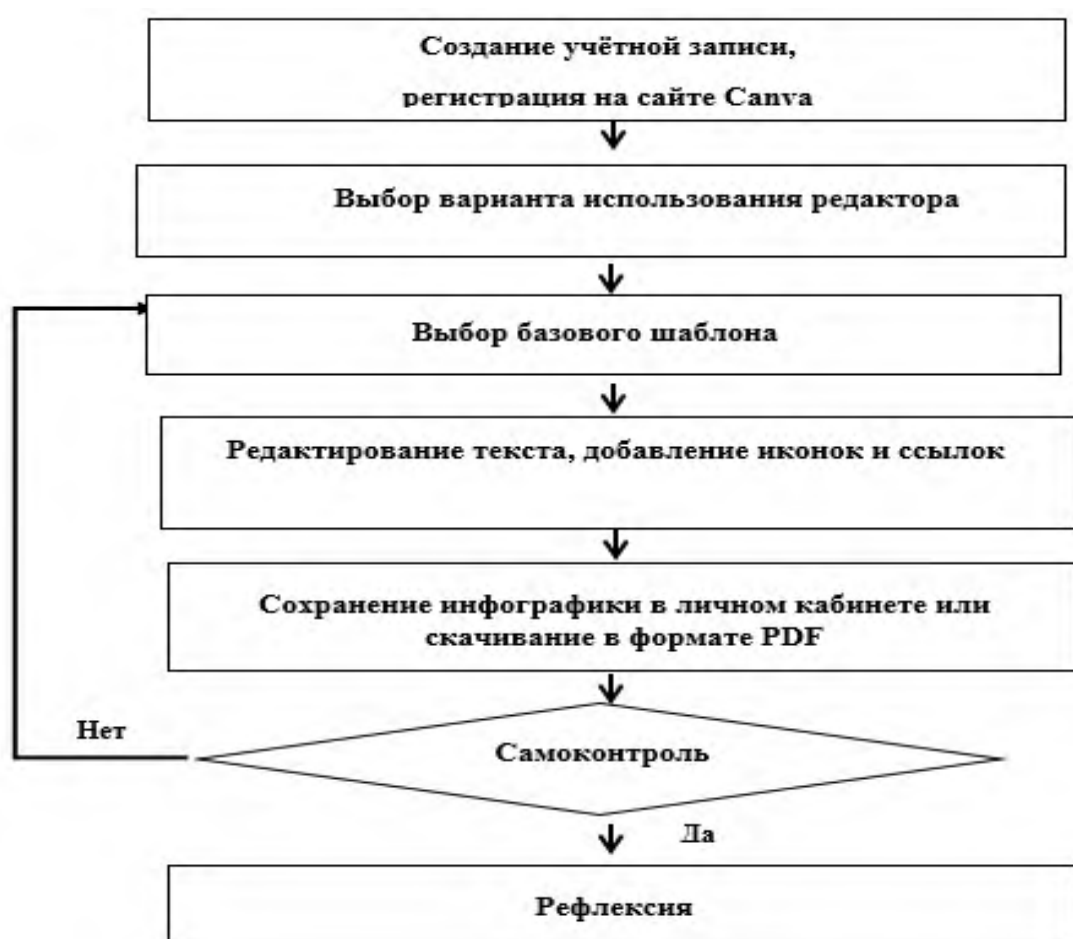 Создание учётной записи,
регистрация на сайте Canva
Выбор варианта использования редактора
Выбор базового шаблона
Редактирование текста, добавление иконок и ссылок
Сохранение инфографики в личном кабинете или
скачивание в формате PDF
Нет
Самоконтроль
Да
Рефлексия